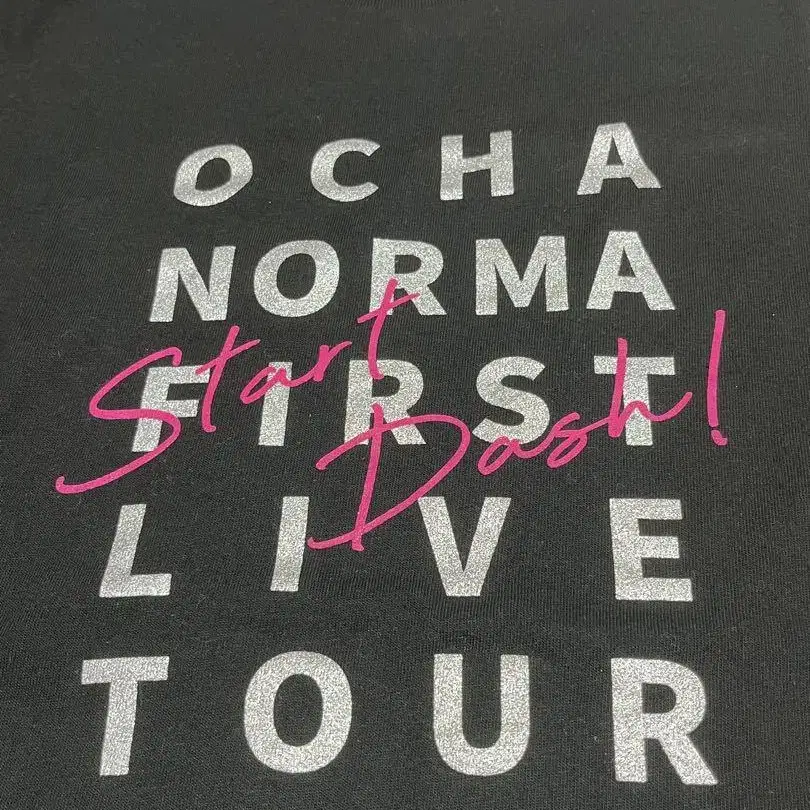 OCHA
NORMA
FIRST
Start
Dash!
LIVE
TOUR